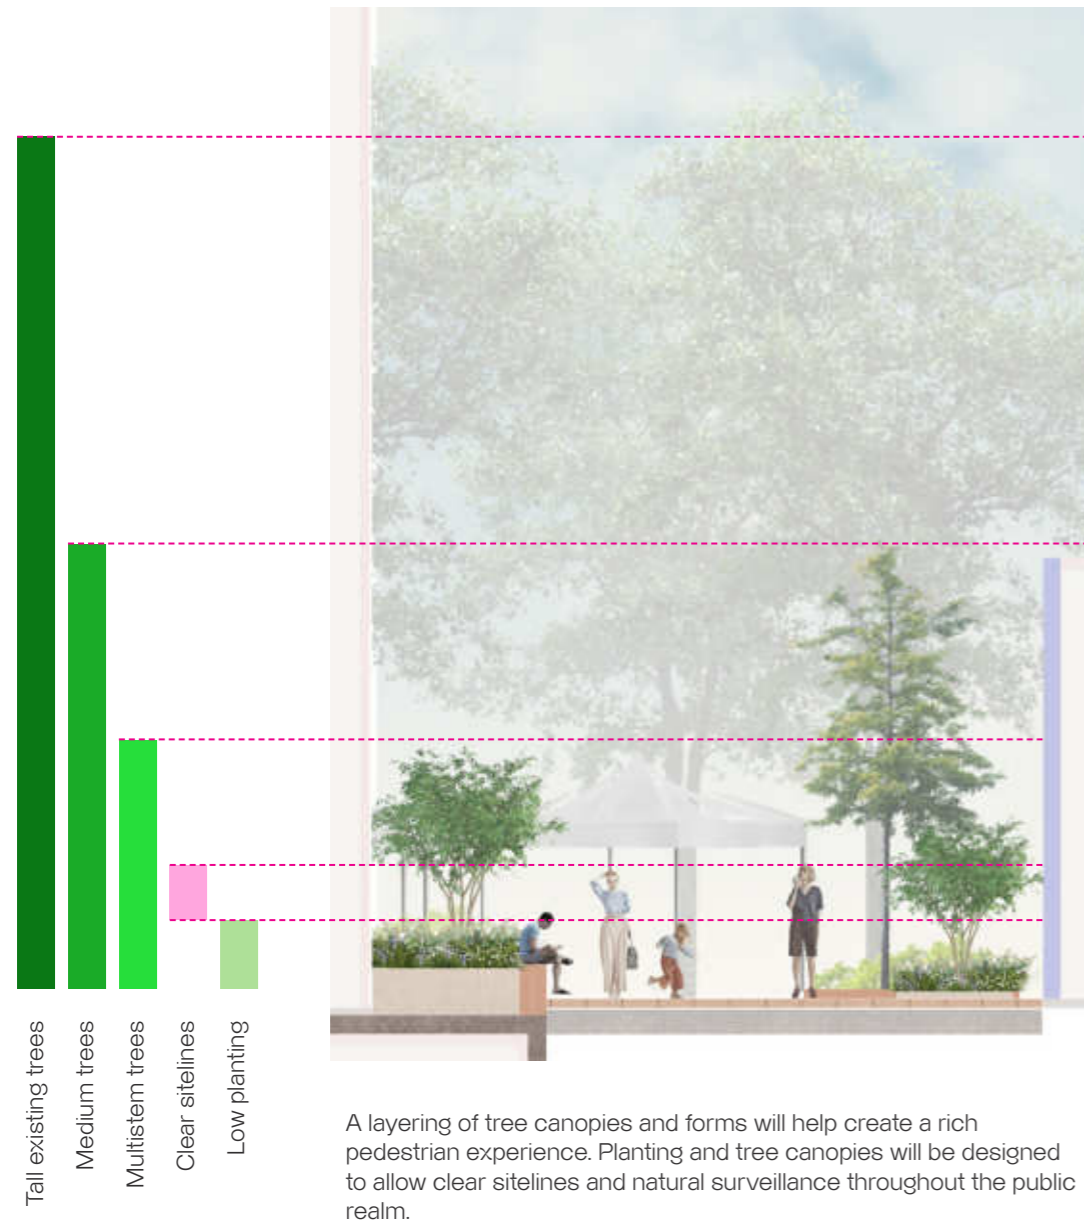 Tall existing trees
Medium trees
Multistem trees
Clear sitelines
Low planting
A layering of tree canopies and forms will help create a rich
pedestrian experience. Planting and tree canopies will be designed
to allow clear sitelines and natural surveillance throughout the public
realm.